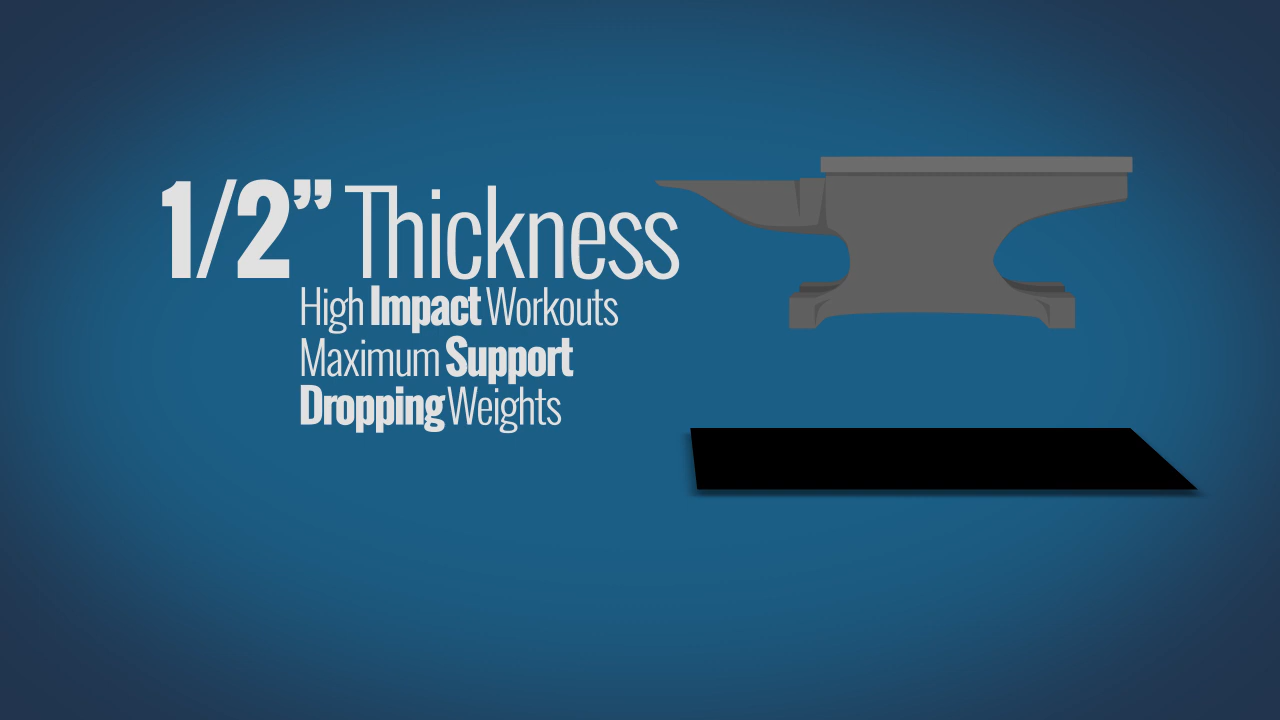 1/2” Thickness
High Impact Workouts
Maximum Support
Dropping Weights